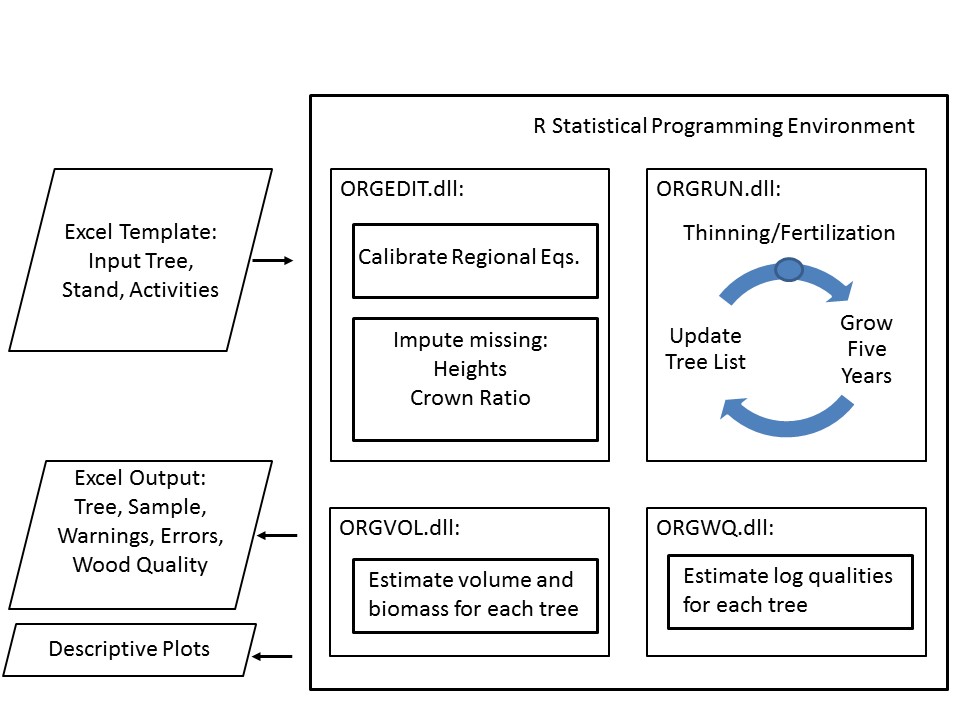 R Statistical Programming Environment
Excel Template:
Input Tree,
Stand, Activities
ORGEDIT.dll:
Calibrate Regional Eqs.
Impute missing:
Heights
Crown Ratio
ORGRUN.dll:
Thinning/Fertilization
Grow
Five
Years
Update
Tree List
Excel Output:
Tree, Sample,
Warnings, Errors,
Wood Quality
Descriptive Plots
ORGVOL.dll:
Estimate volume and
biomass for each tree
ORGWQ.dll:
Estimate log qualities
for each tree